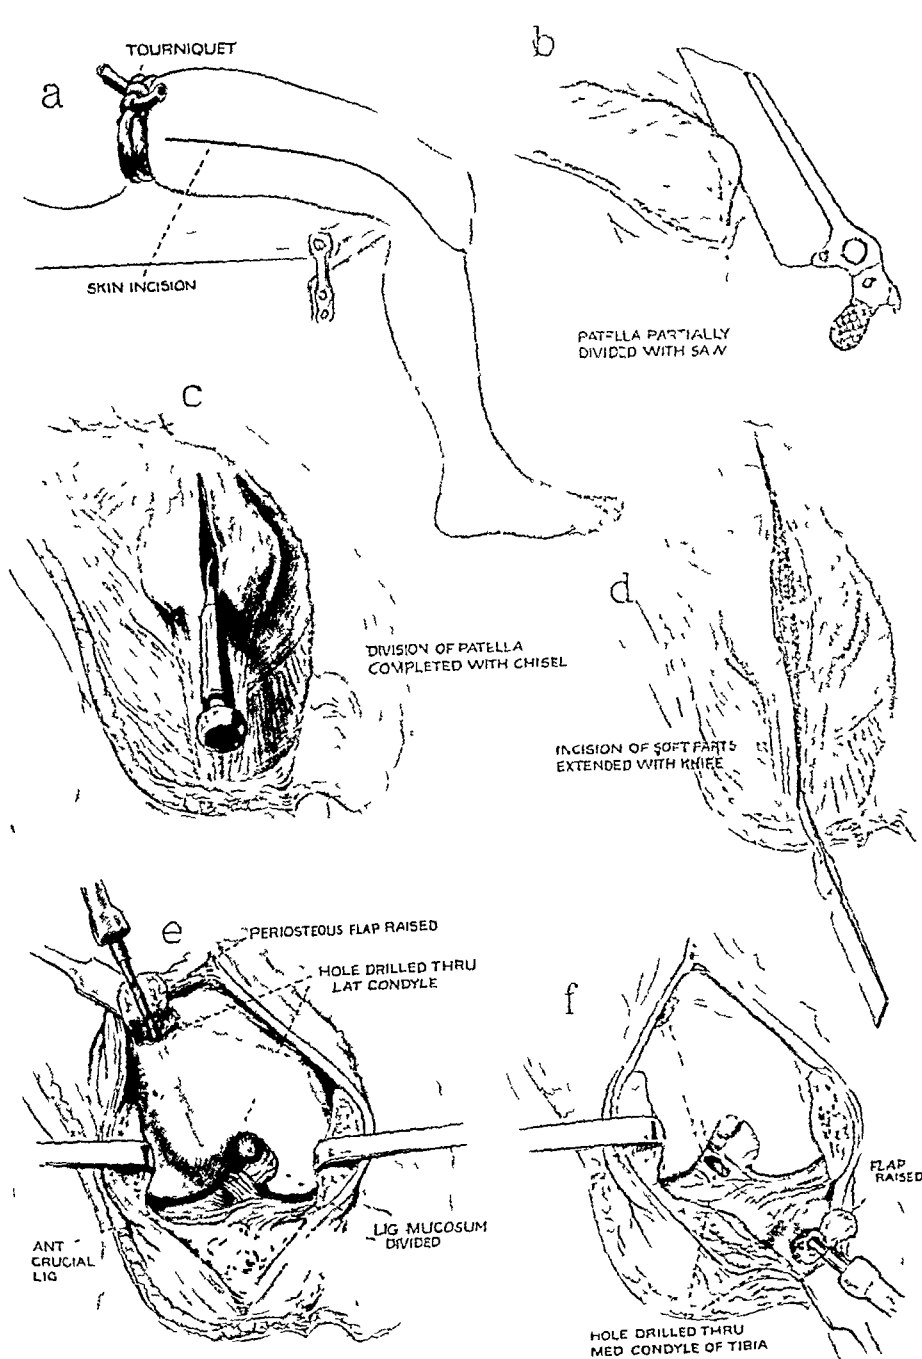 a
TOURNIQUET
SKIN INCISION
b
PATELLA PARTIALLY
DIVIDED WITH SAW
c
DIVISION OF PATELLA
COMPLETED WITH CHISEL
d
INCISION OF SOFT PARTS
EXTENDED WITH KNIFE
e
PERIOSTEOUS FLAP RAISED
HOLE DRILLED THRU
LAT CONDYLE
LIG MUCOSUM
DIVIDED
ANT
CRUCIAL
LIG
f
FLAP
RAISED
HOLE DRILLED THRU
MED CONDYLE OF TIBIA